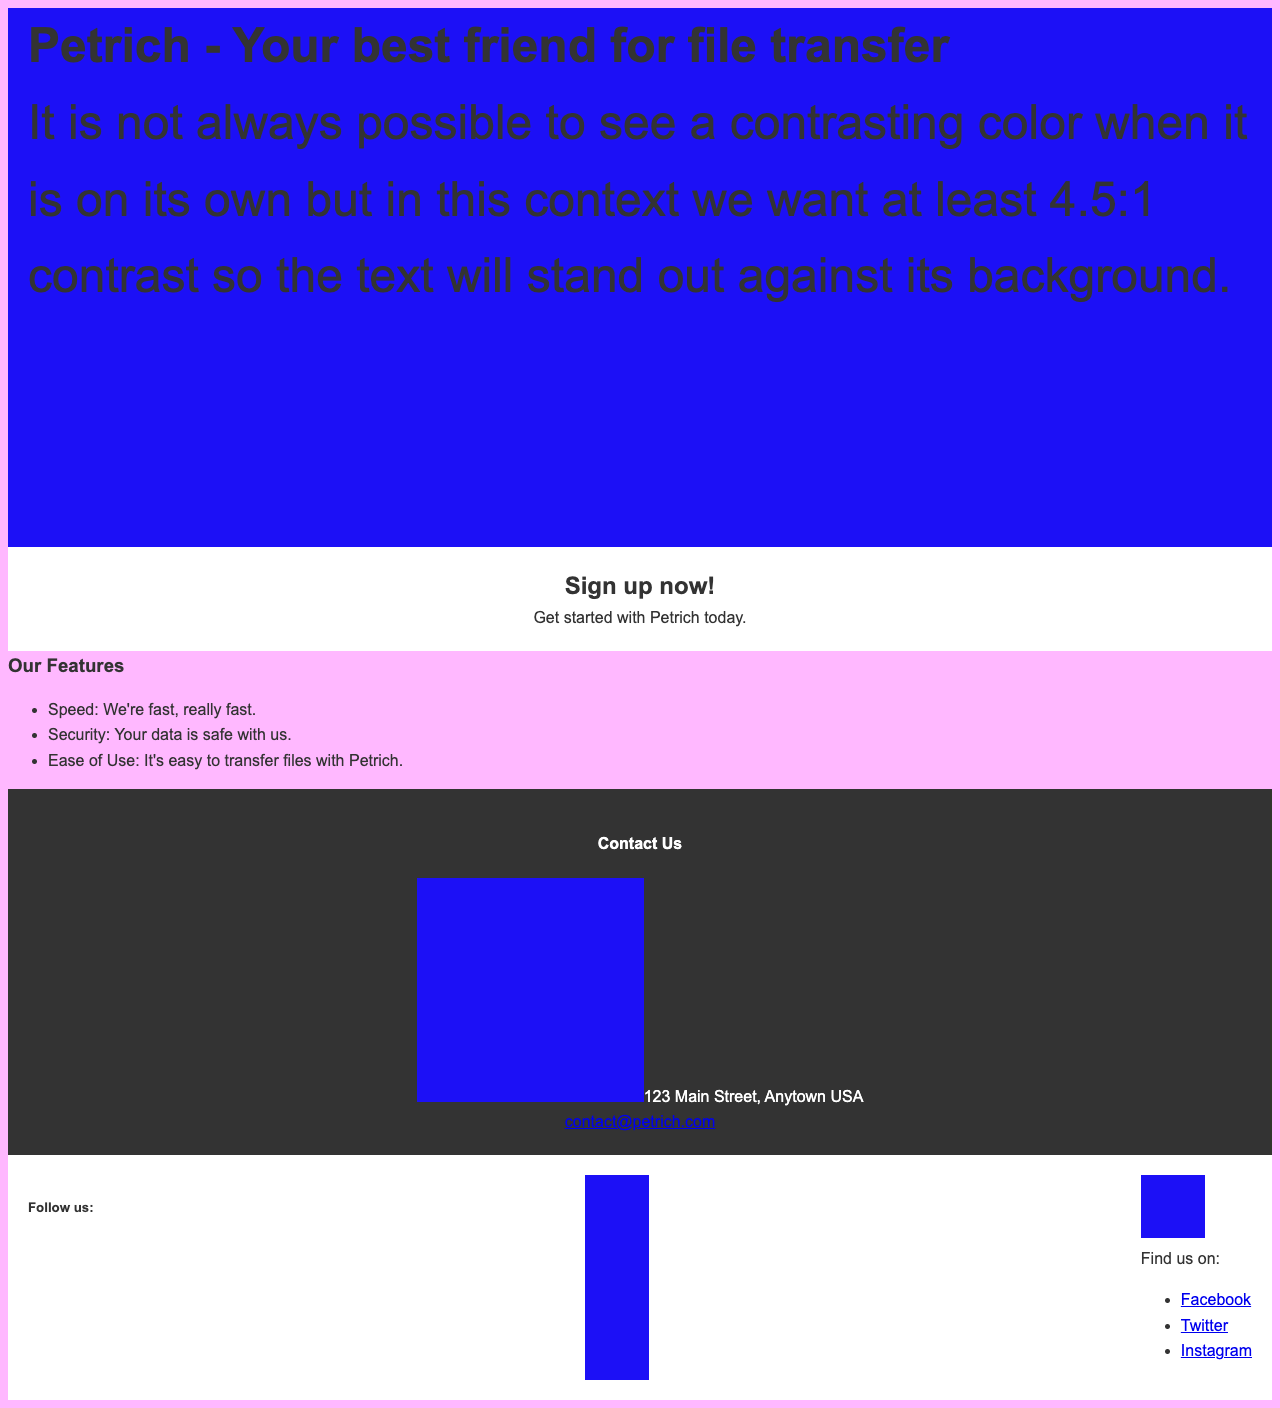 Petrich - Your best friend for file transfer
It is not always possible to see a contrasting color when it
is on its own but in this context we want at least 4.5:1
contrast so the text will stand out against its background.
Sign up now!
Get started with Petrich today.
Our Features
Speed: We're fast, really fast.
Security: Your data is safe with us.
Ease of Use: It's easy to transfer files with Petrich.
Contact Us
123 Main Street, Anytown USA
contact@petrich.com
Follow us:
Find us on:
Facebook
Twitter
Instagram